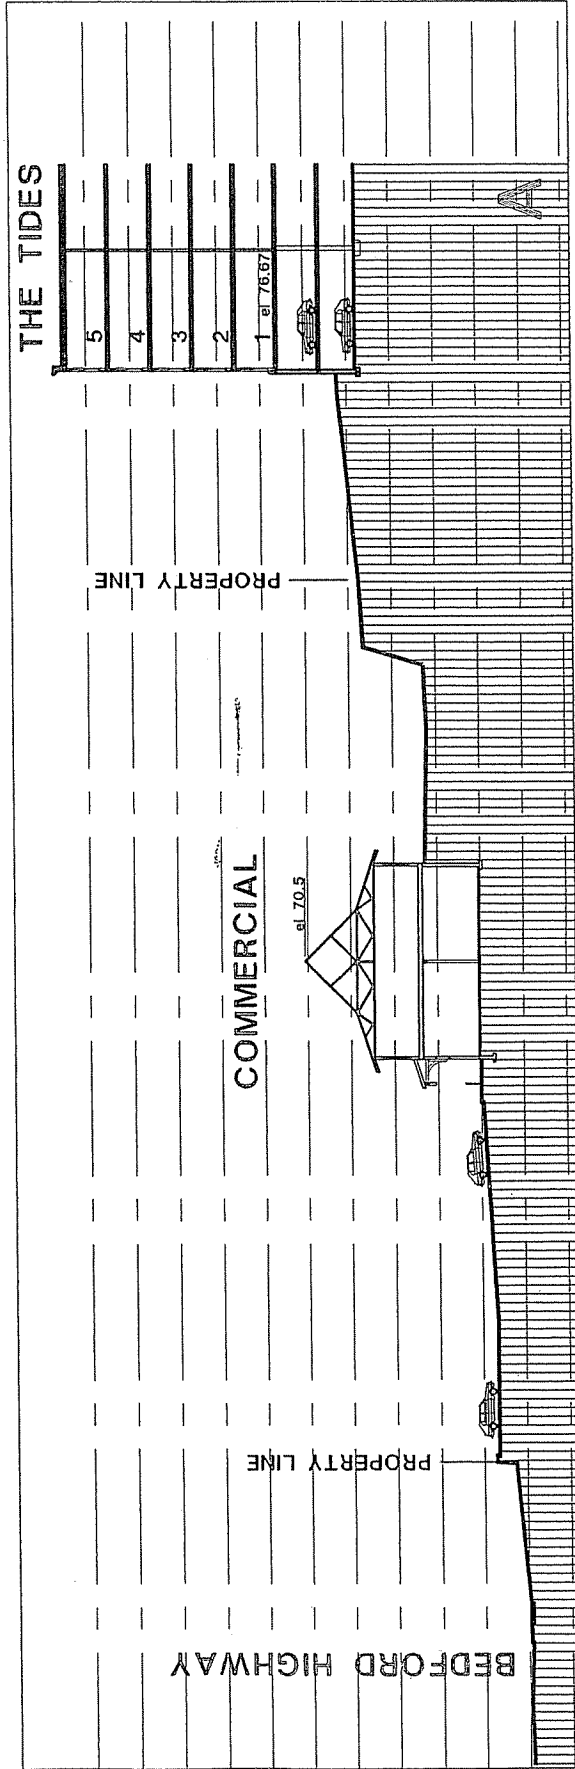 THE TIDES
5
4
3
2
1
el 76.67
A
PROPERTY LINE
COMMERCIAL
el 70.5
PROPERTY LINE
BEDFORD HIGHWAY